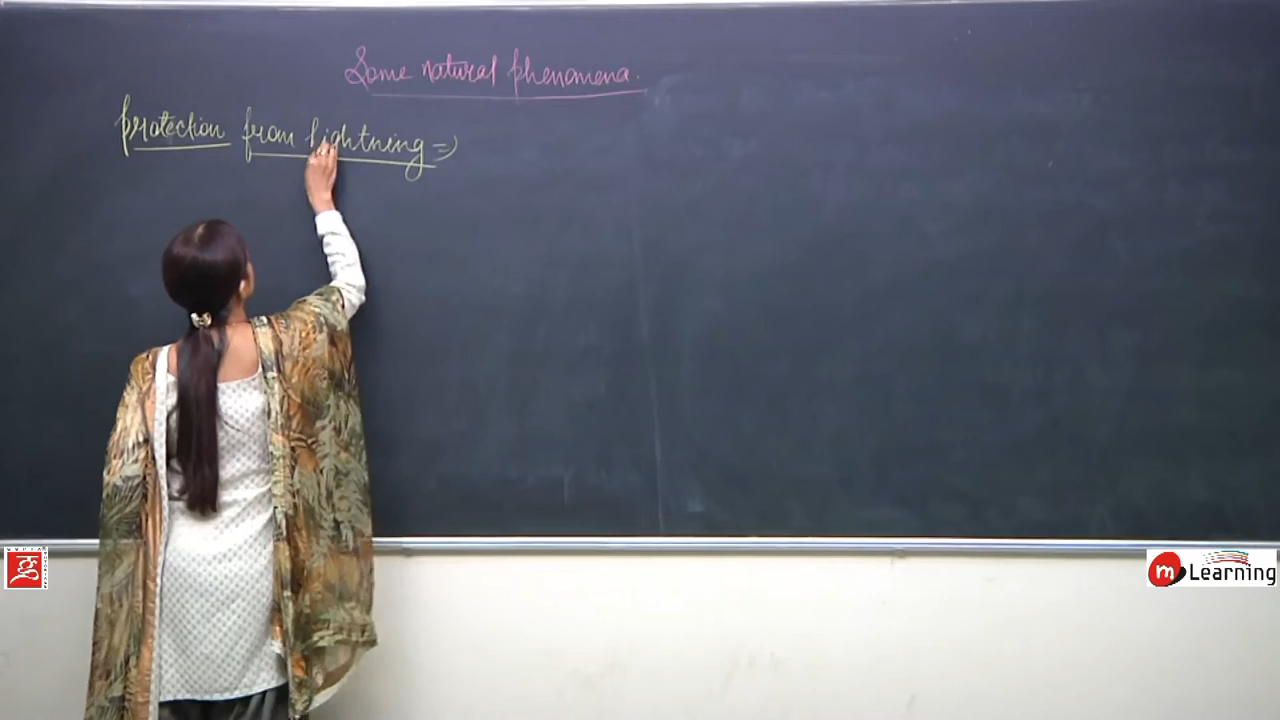 Some natural phenomena.
protection from lightning =>
m Learning